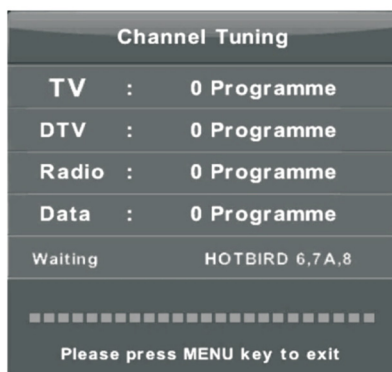 Channel Tuning
TV : 0 Programme
DTV : 0 Programme
Radio : 0 Programme
Data : 0 Programme
Waiting HOTBIRD 6,7A,8
Please press MENU key to exit